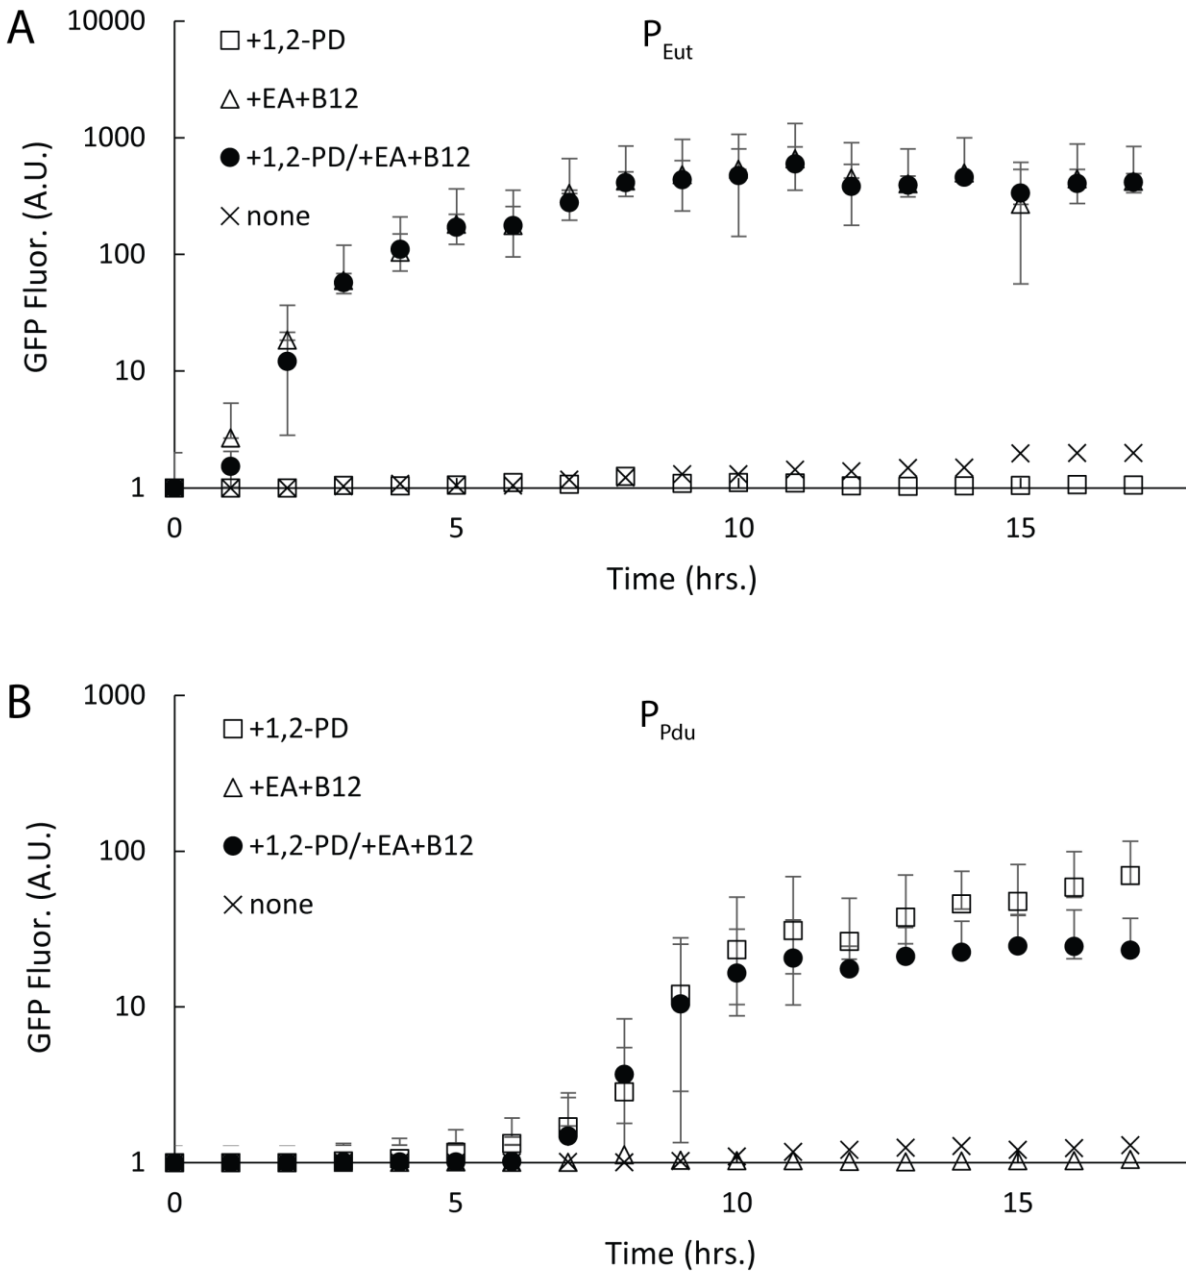 A
P_Eut
10000
1000
100
10
1
GFP Fluor. (A.U.)
+1,2-PD
+EA+B12
+1,2-PD/+EA+B12
none
0
5
10
15
Time (hrs.)
B
P_Pdu
1000
100
10
1
GFP Fluor. (A.U.)
+1,2-PD
+EA+B12
+1,2-PD/+EA+B12
none
0
5
10
15
Time (hrs.)